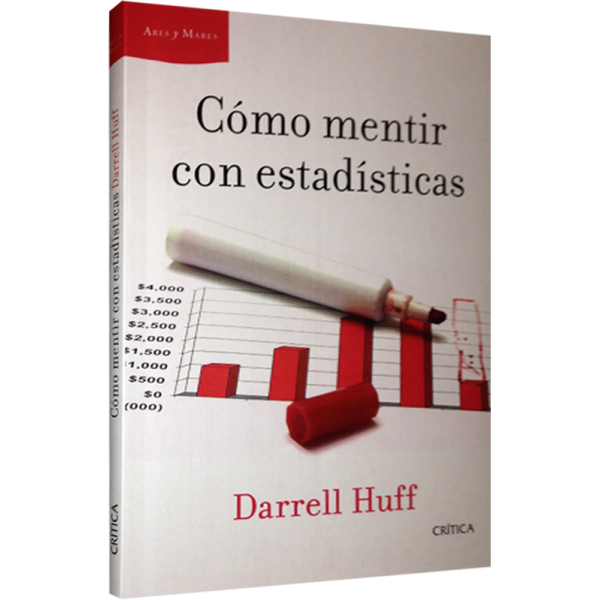 ARES y MARES
Cómo mentir
con estadísticas
$4,000
$3,500
$3,000
$2,500
$2,000
$1,500
$1,000
$500
$0
(000)
Darrell Huff
CRÍTICA
Cómo mentir con estadísticas Darrell Huff
CRÍTICA